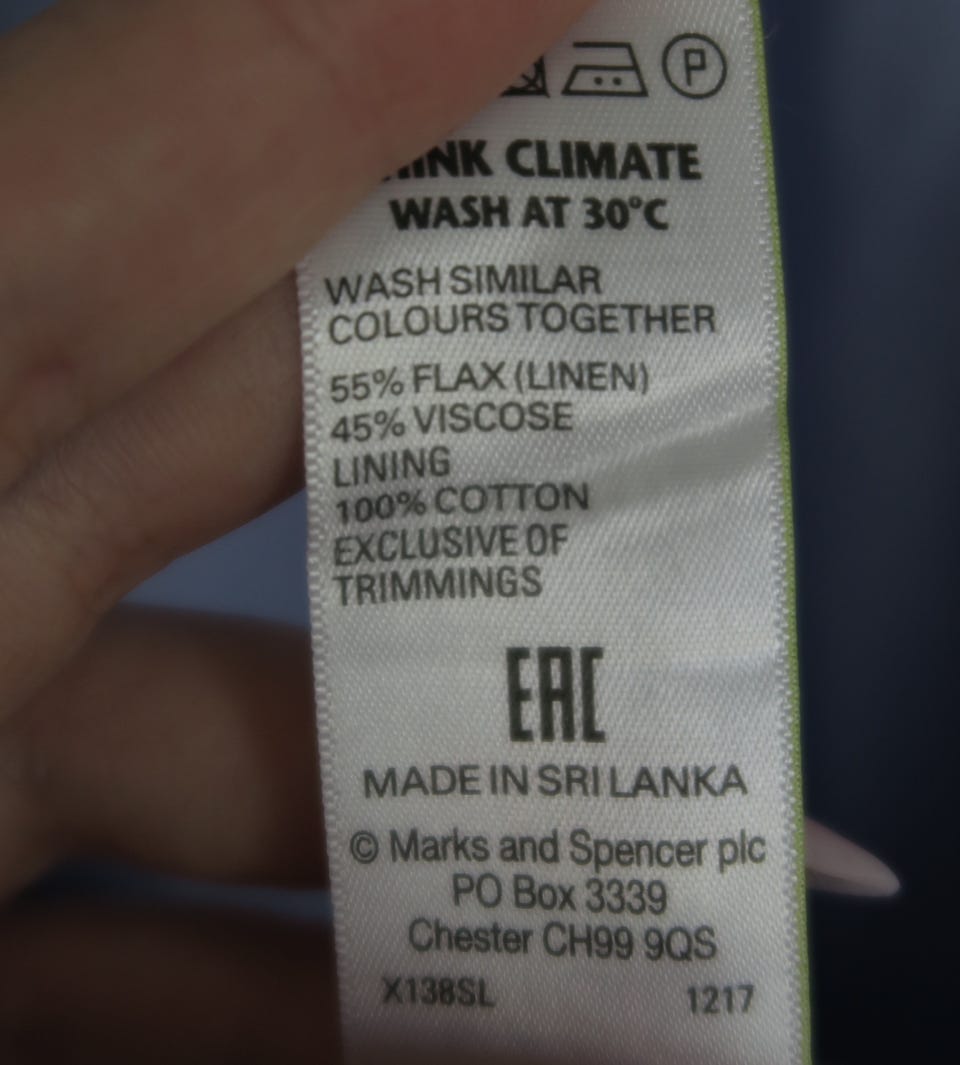 CLIMATE
WASH AT 30°C
WASH SIMILAR
COLOURS TOGETHER
55% FLAX (LINEN)
45% VISCOSE
LINING
100% COTTON
EXCLUSIVE OF
TRIMMINGS
EAC
MADE IN SRI LANKA
© Marks and Spencer plc
PO Box 3339
Chester CH99 9QS
X138SL 1217